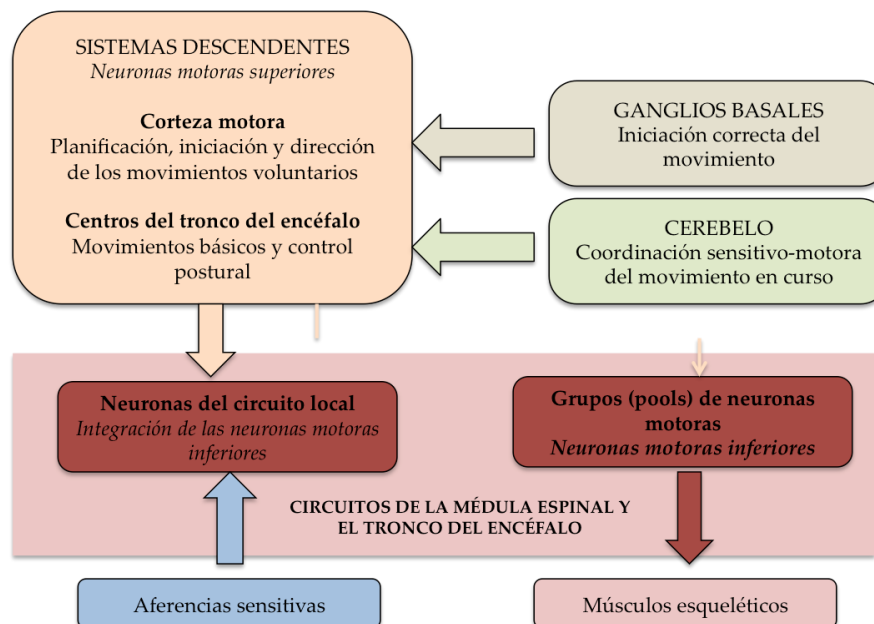 SISTEMAS DESCENDENTES
Neuronas motoras superiores
Corteza motora
Planificación, iniciación y dirección
de los movimientos voluntarios
Centros del tronco del encéfalo
Movimientos básicos y control
postural
GANGLIOS BASALES
Iniciación correcta del
movimiento
CEREBELO
Coordinación sensitivo-motora
del movimiento en curso
Neuronas del circuito local
Integración de las neuronas motoras
inferiores
Grupos (pools) de neuronas
motoras
Neuronas motoras inferiores
CIRCUITOS DE LA MÉDULA ESPINAL Y
EL TRONCO DEL ENCÉFALO
Aferencias sensitivas
Músculos esqueléticos